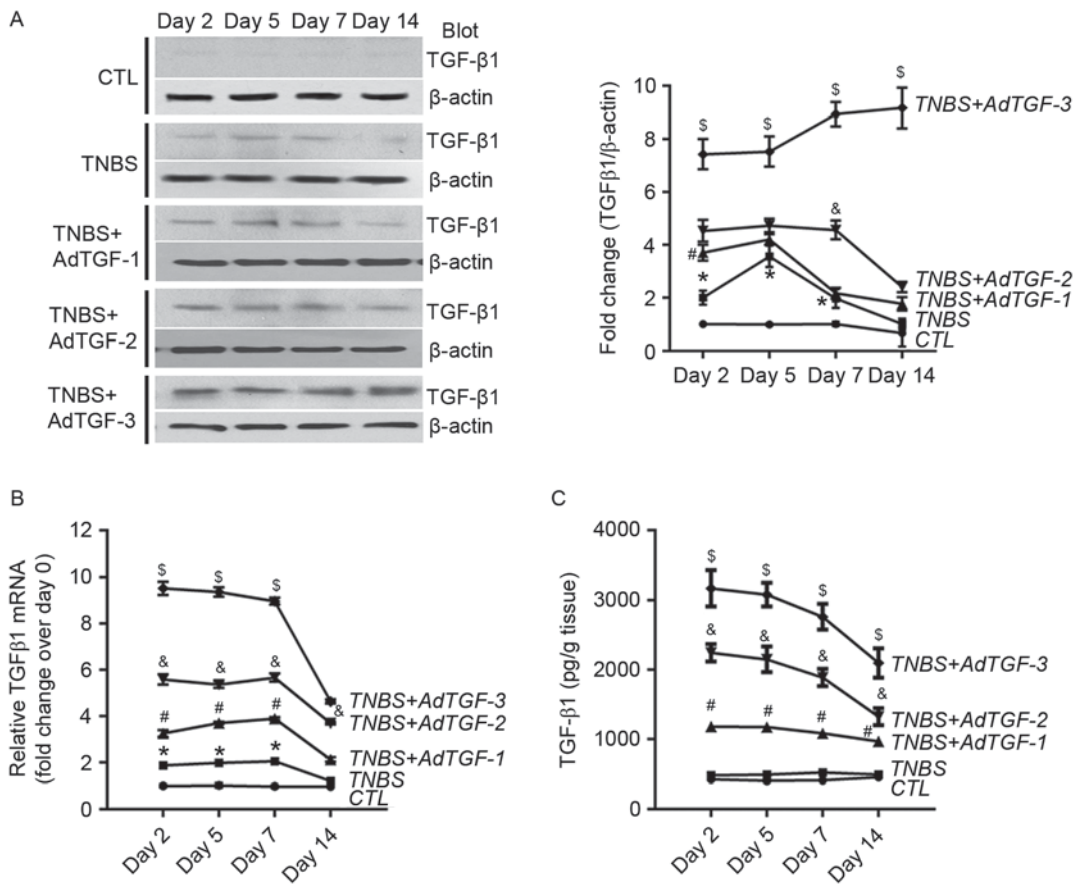 A
Day 2 Day 5 Day 7 Day 14
Blot
CTL
TGF-β1
β-actin
TNBS
TGF-β1
β-actin
TNBS+
AdTGF-1
TGF-β1
β-actin
TNBS+
AdTGF-2
TGF-β1
β-actin
TNBS+
AdTGF-3
TGF-β1
β-actin
Fold change (TGFβ1/β-actin)
10
8
6
4
2
0
$ $ $ $
&
#
* * *
TNBS+AdTGF-3
TNBS+AdTGF-2
TNBS+AdTGF-1
TNBS
CTL
Day 2 Day 5 Day 7 Day 14
B
Relative TGFβ1 mRNA
(fold change over day 0)
12
10
8
6
4
2
0
$ $ $
& & & &
# # #
* * *
TNBS+AdTGF-3
TNBS+AdTGF-2
TNBS+AdTGF-1
TNBS
CTL
Day 2 Day 5 Day 7 Day 14
C
TGF-β1 (pg/g tissue)
4000
3000
2000
1000
0
$ $ $ $
& & & &
# # # #
TNBS+AdTGF-3
TNBS+AdTGF-2
TNBS+AdTGF-1
TNBS
CTL
Day 2 Day 5 Day 7 Day 14